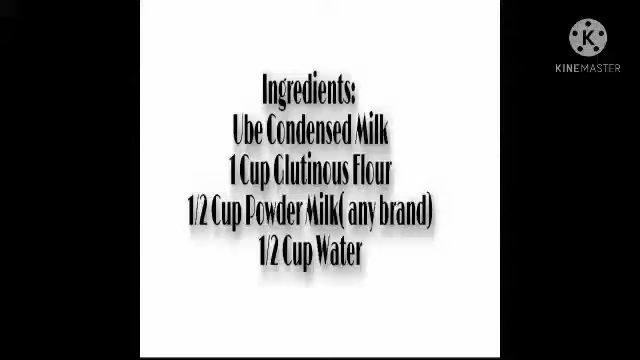 KINEMASTER
Ingredients:
Ube Condensed Milk
1 Cup Glutinous Flour
1/2 Cup Powder Milk( any brand)
1/2 Cup Water